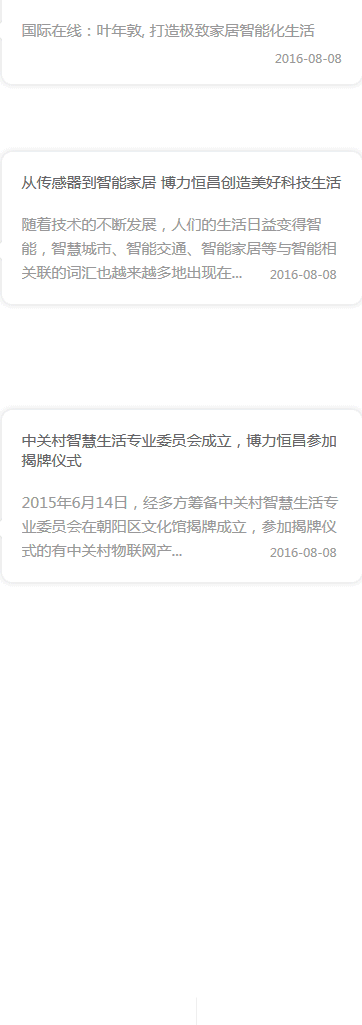 国际在线：叶年敦, 打造极致家居智能化生活
2016-08-08
从传感器到智能家居 博力恒昌创造美好科技生活
随着技术的不断发展，人们的生活日益变得智
能，智慧城市、智能交通、智能家居等与智能相
关联的词汇也越来越多地出现在... 2016-08-08
中关村智慧生活专业委员会成立，博力恒昌参加
揭牌仪式
2015年6月14日，经多方筹备中关村智慧生活专
业委员会在朝阳区文化馆揭牌成立，参加揭牌仪
式的有中关村物联网产... 2016-08-08